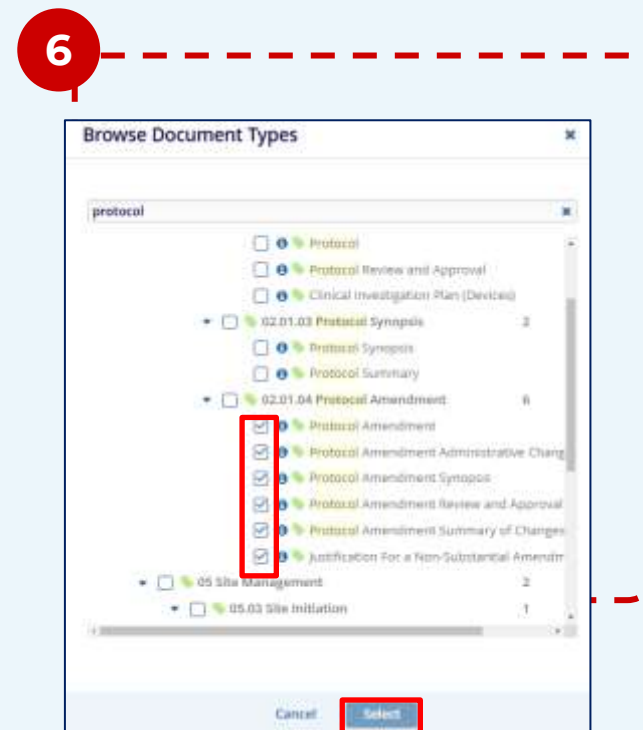 6
Browse Document Types
protocol
Protocol
Protocol Review and Approval
Clinical Investigation Plan (Devices)
02.01.03 Protocol Synopsis 2
Protocol Synopsis
Protocol Summary
02.01.04 Protocol Amendment 6
Protocol Amendment
Protocol Amendment Administrative Chang
Protocol Amendment Synopsis
Protocol Amendment Review and Approval
Protocol Amendment Summary of Changes
Justification For a Non-Substantial Amendm
05 Site Management 2
05.03 Site Initiation 1
Cancel Select